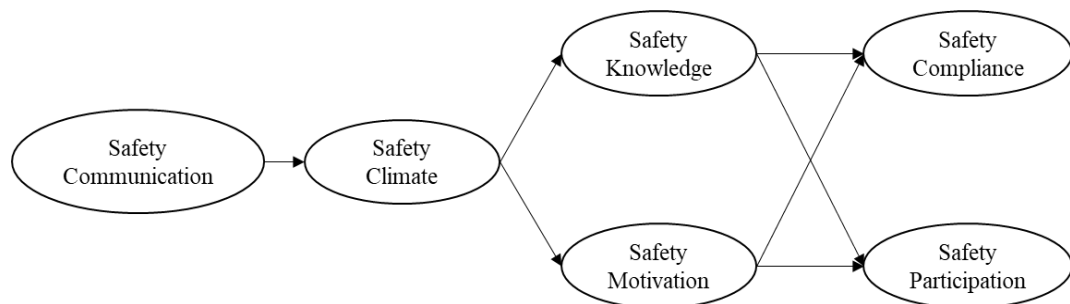 Safety
Communication
Safety
Climate
Safety
Knowledge
Safety
Motivation
Safety
Compliance
Safety
Participation